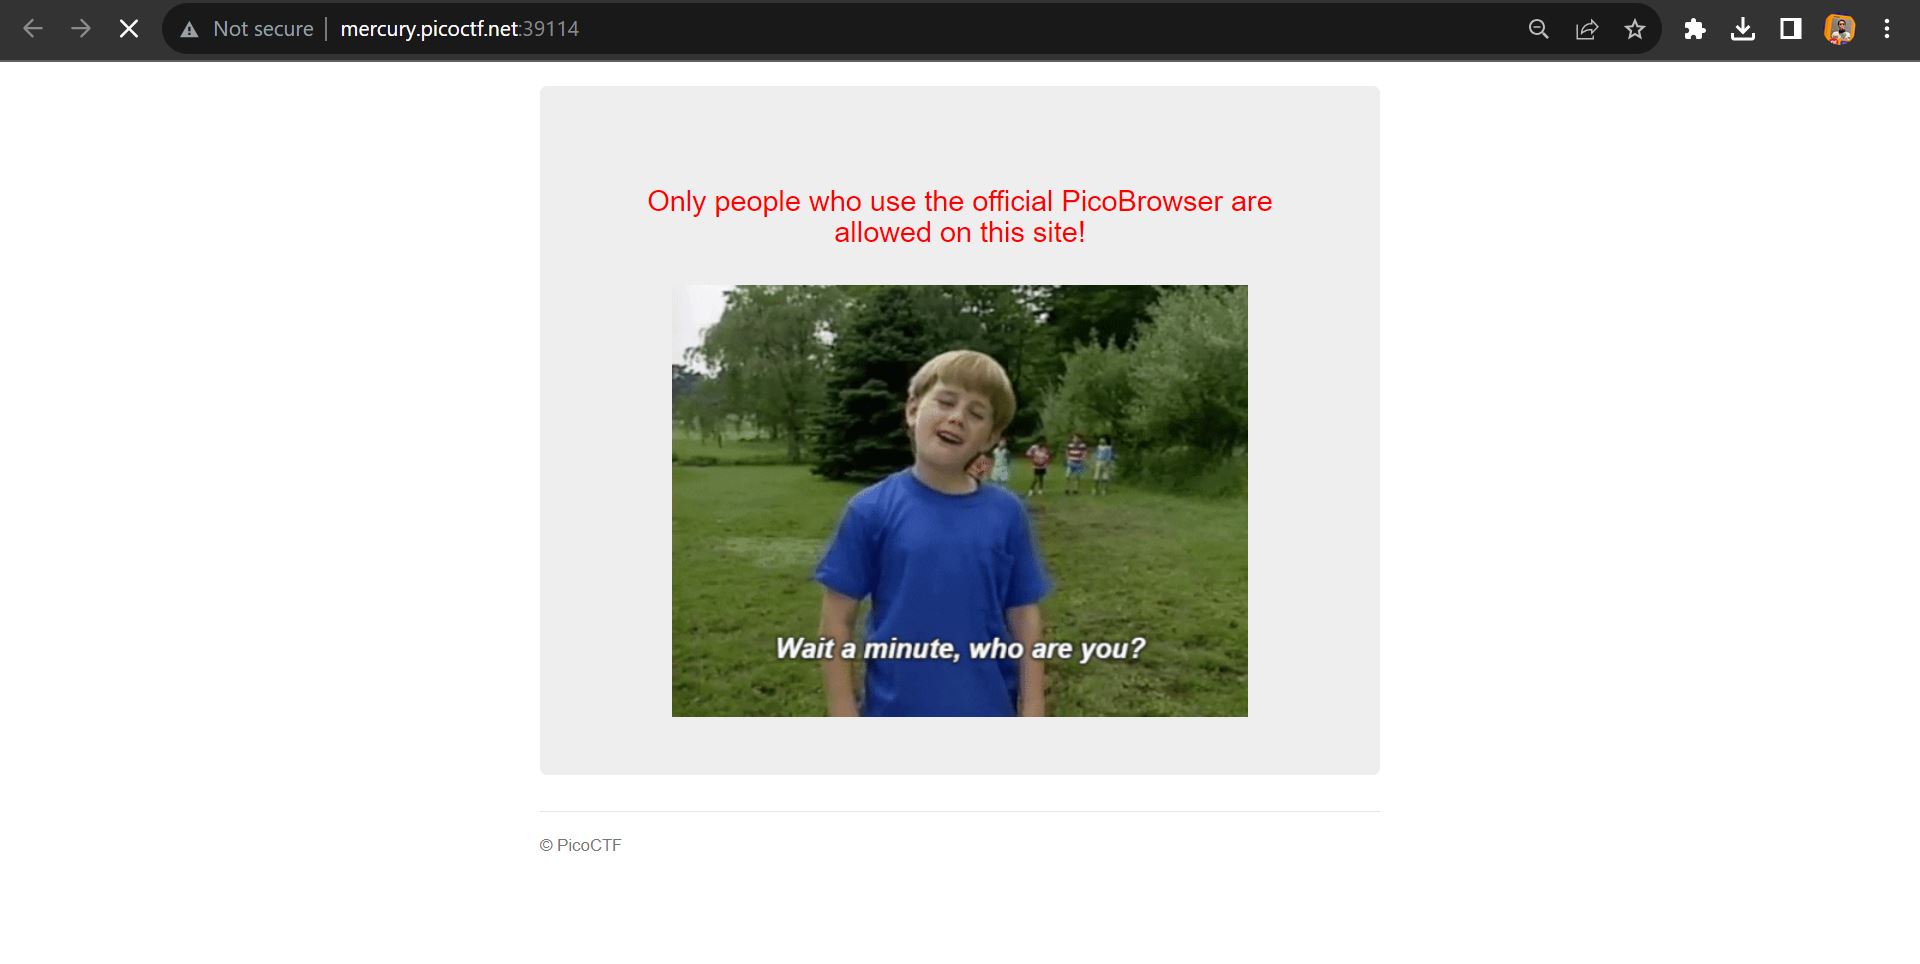 Not secure | mercury.picoctf.net:39114
Only people who use the official PicoBrowser are
allowed on this site!
Wait a minute, who are you?
© PicoCTF